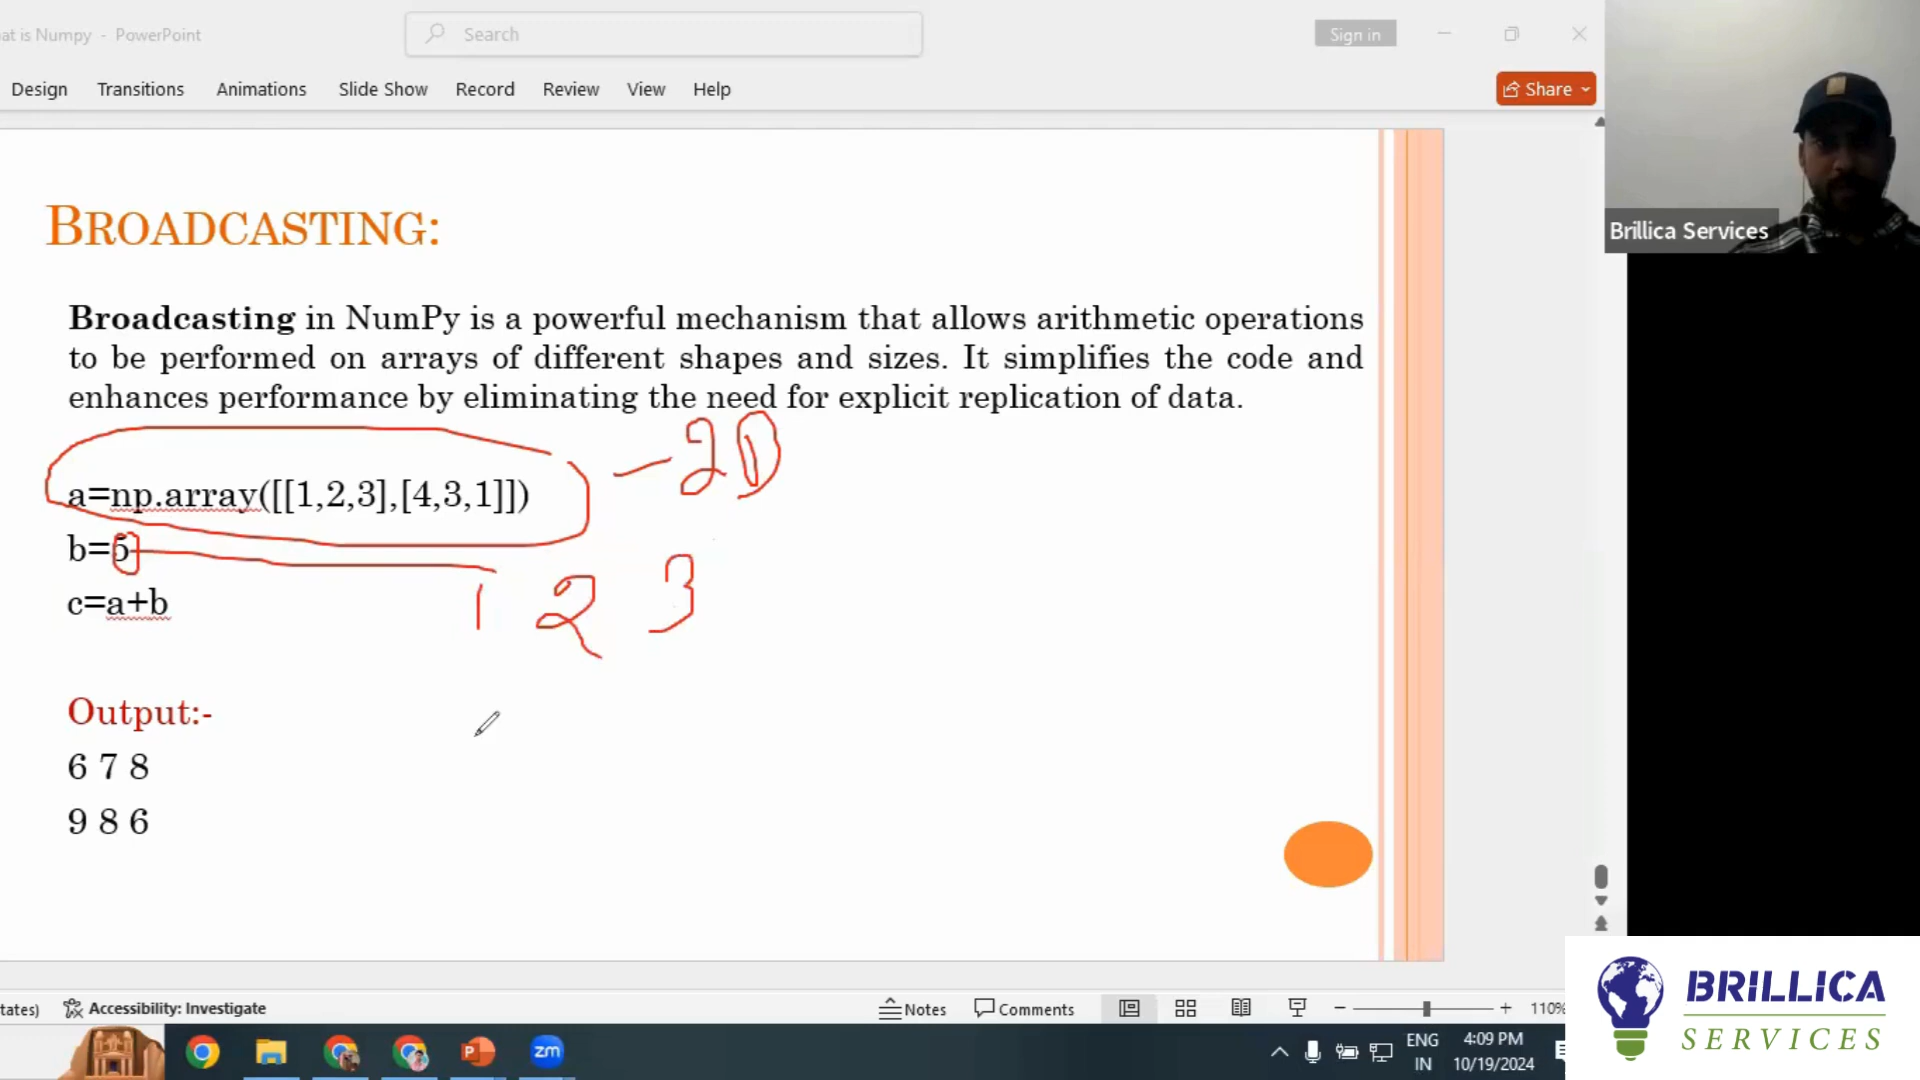 at is Numpy - PowerPoint
Search
Sign in
Design Transitions Animations Slide Show Record Review View Help
Share
Brillica Services
BROADCASTING:
Broadcasting in NumPy is a powerful mechanism that allows arithmetic operations
to be performed on arrays of different shapes and sizes. It simplifies the code and
enhances performance by eliminating the need for explicit replication of data.
- 2D
a=np.array([[1,2,3],[4,3,1]])
b=5
1 2 3
c=a+b
Output:-
6 7 8
9 8 6
tates) Accessibility: Investigate
Notes Comments
110%
zm
ENG
IN
4:09 PM
10/19/2024
BRILLICA
SERVICES